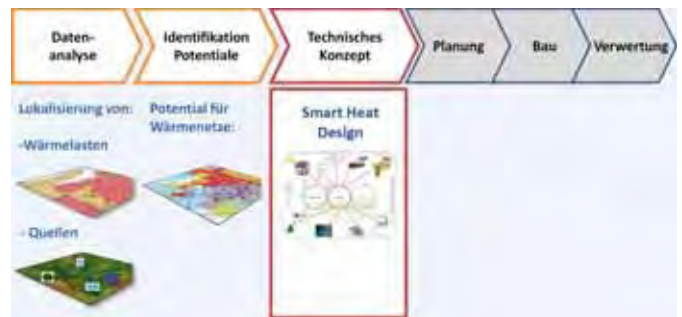 Daten-
analyse
Identifikation
Potentiale
Technisches
Konzept
Planung
Bau
Verwertung
Lokalisierung von:
-Wärmelasten
- Quellen
Potential für
Wärmenetze:
Smart Heat
Design